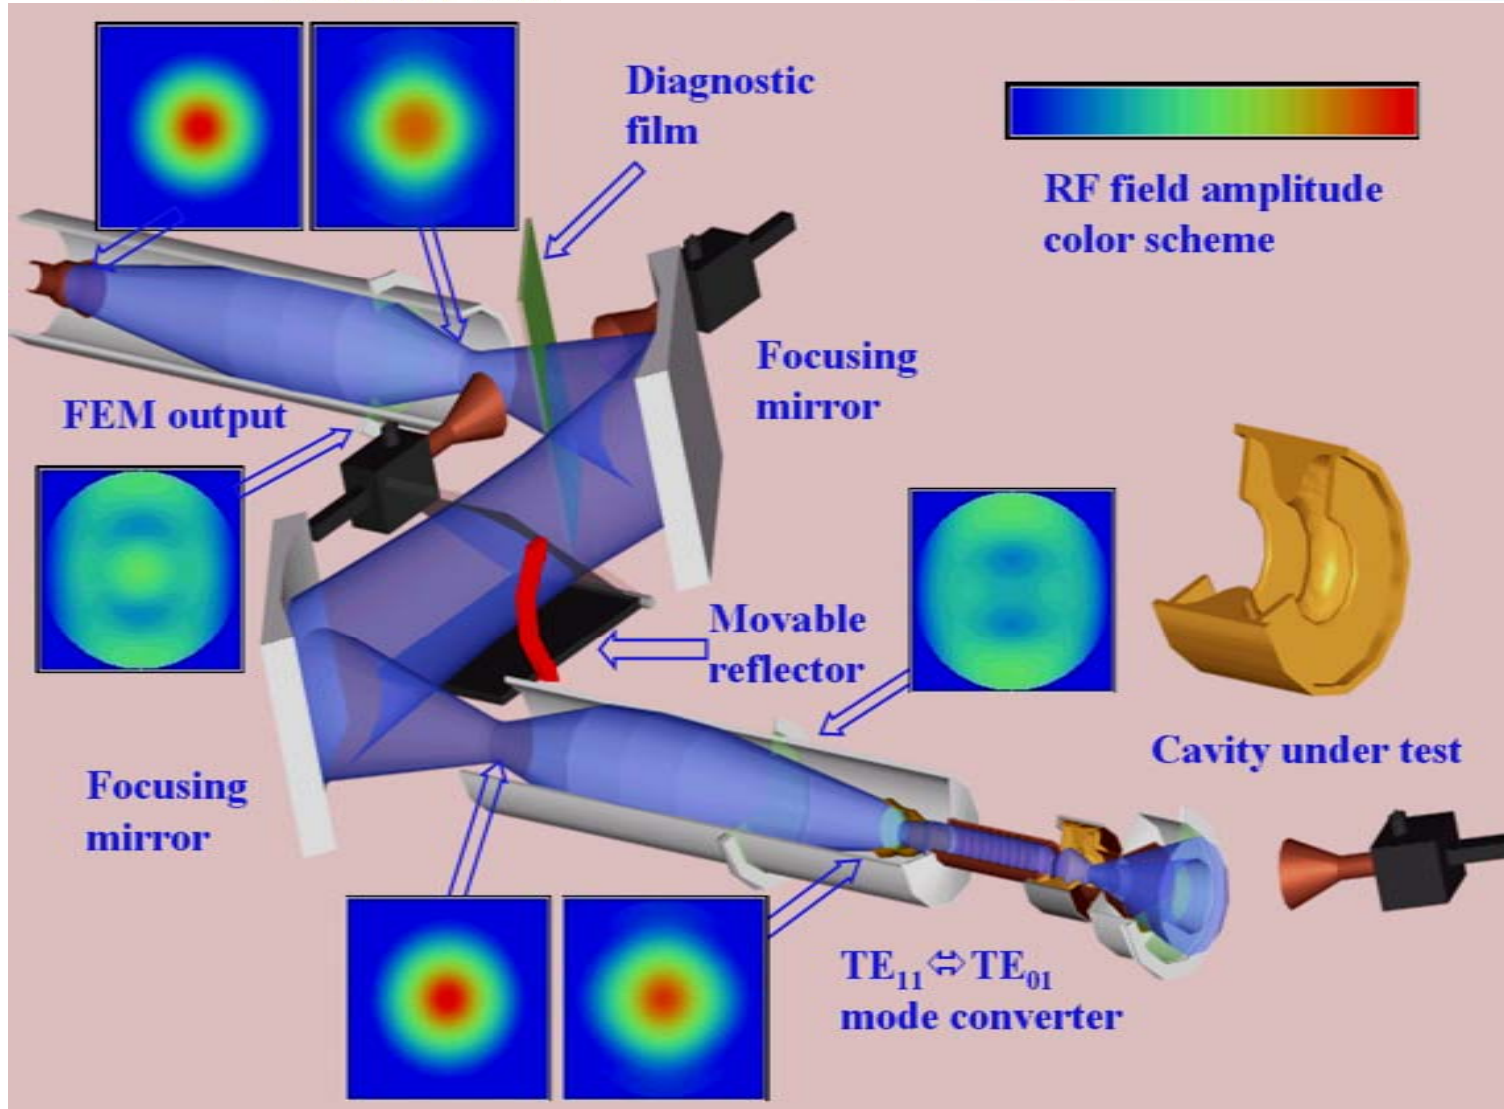 Diagnostic
film
RF field amplitude
color scheme
Focusing
mirror
FEM output
Movable
reflector
Cavity under test
Focusing
mirror
TE₁₁⇔TE₀₁
mode converter